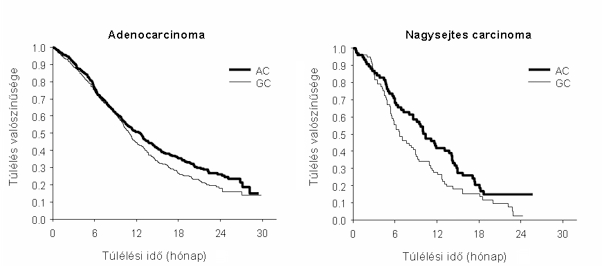 Adenocarcinoma
Túlélés valószínűsége
1.0
0.9
0.8
0.7
0.6
0.5
0.4
0.3
0.2
0.1
0.0
AC
GC
0 6 12 18 24 30
Túlélési idő (hónap)
Nagysejtes carcinoma
Túlélés valószínűsége
1.0
0.9
0.8
0.7
0.6
0.5
0.4
0.3
0.2
0.1
0.0
AC
GC
0 6 12 18 24 30
Túlélési idő (hónap)